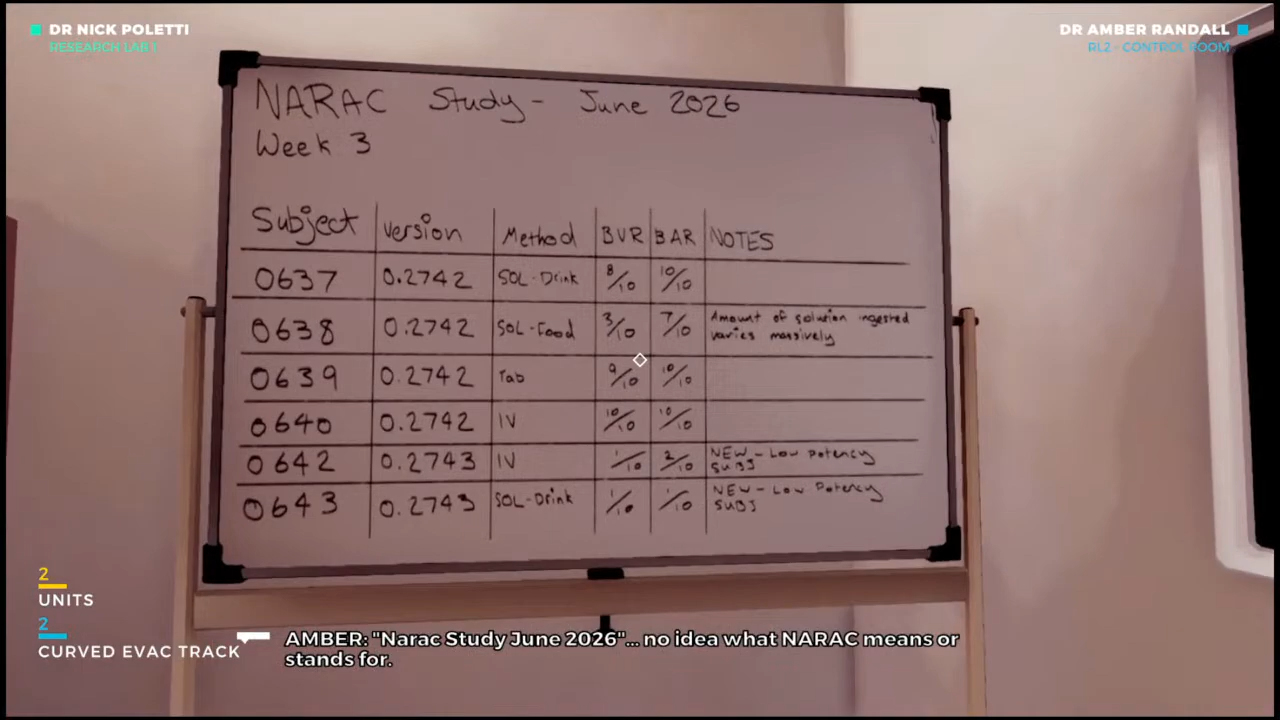 DR NICK POLETTI
RESEARCH LAB 1
DR AMBER RANDALL
RL2 - CONTROL ROOM
NARAC Study - June 2026
Week 3
Subject Version Method BVR BAR NOTES
0637 0.2742 SOL-Drink 8/10 10/10
0638 0.2742 SOL-Food 3/10 7/10 Amount of solution ingested
varies massively
0639 0.2742 Tab 9/10 10/10
0640 0.2742 IV 10/10 10/10
0642 0.2743 IV 1/10 2/10 NEW - Low Potency
SUBJ
0643 0.2743 SOL-Drink 1/10 1/10 NEW - Low Potency
SUBJ
2
UNITS
2
CURVED EVAC TRACK
AMBER: "Narac Study June 2026"... no idea what NARAC means or
stands for.